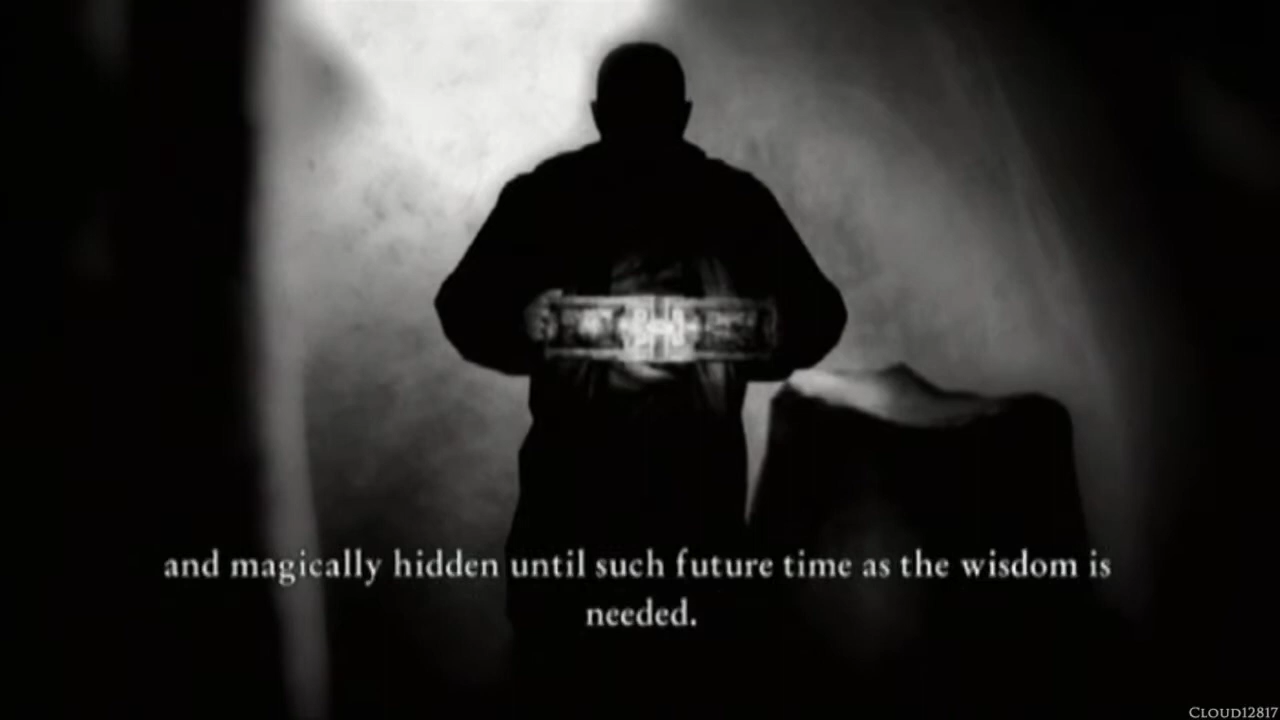 and magically hidden until such future time as the wisdom is
needed.
Cloud12817